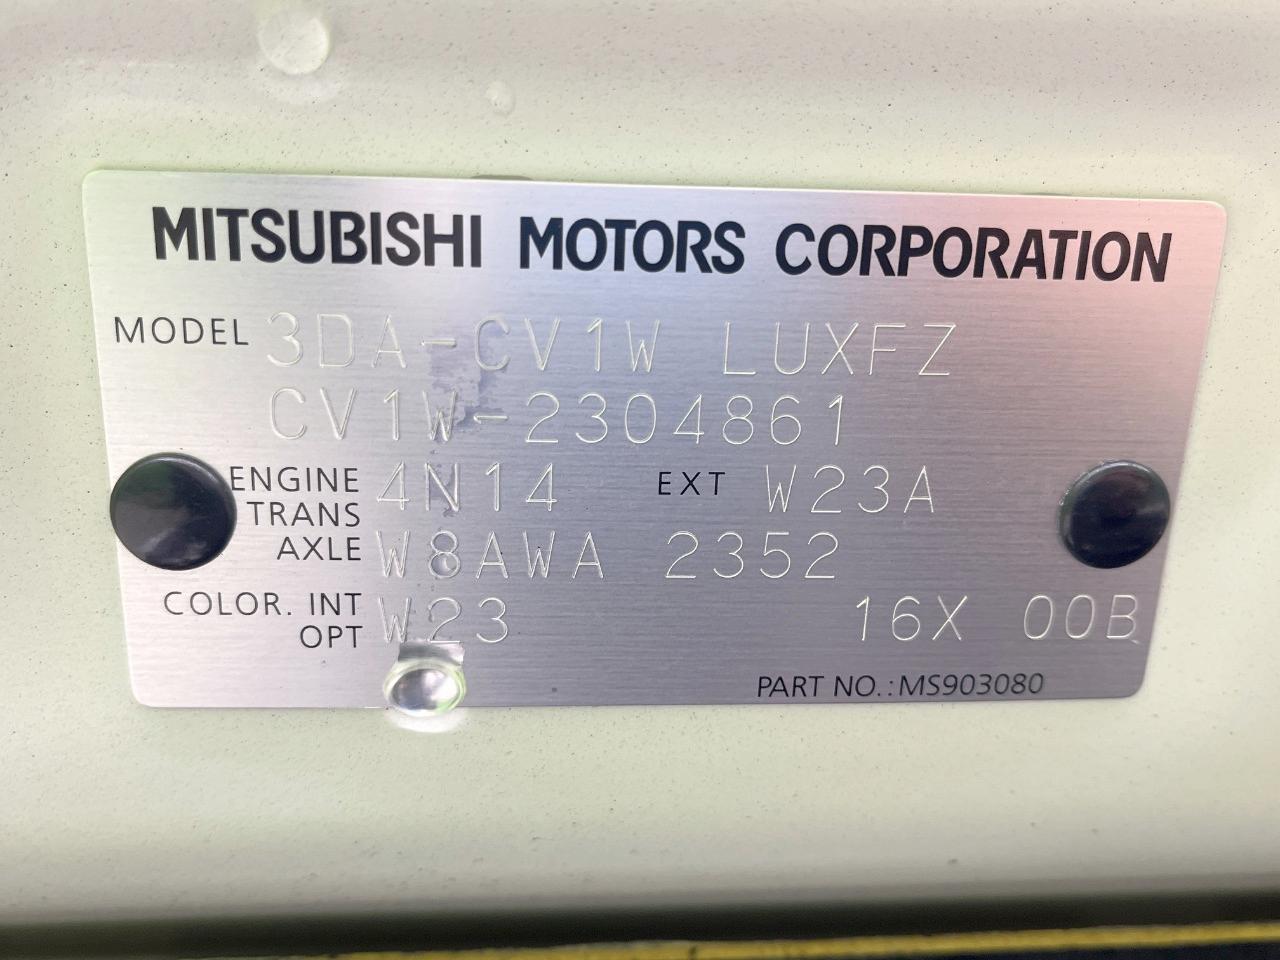 MITSUBISHI MOTORS CORPORATION
MODEL 3DA-CV1W LUXFZ
CV1W-2304861
ENGINE 4N14 EXT W23A
TRANS
AXLE W8AWA 2352
COLOR. INT W23 16X 00B
OPT
PART NO.:MS903080